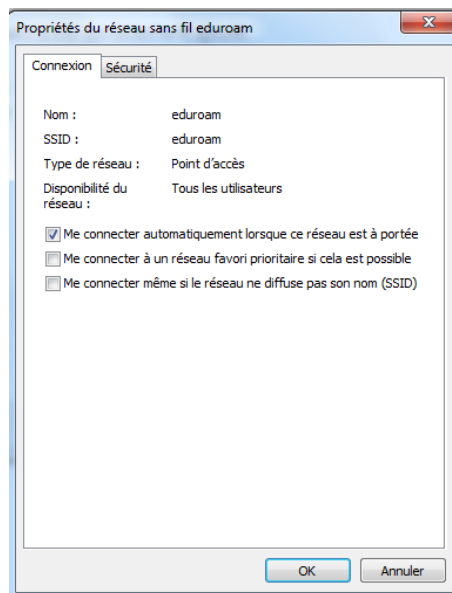 Propriétés du réseau sans fil eduroam
Connexion Sécurité
Nom : eduroam
SSID : eduroam
Type de réseau : Point d'accès
Disponibilité du Tous les utilisateurs
réseau :
Me connecter automatiquement lorsque ce réseau est à portée
Me connecter à un réseau favori prioritaire si cela est possible
Me connecter même si le réseau ne diffuse pas son nom (SSID)
OK Annuler